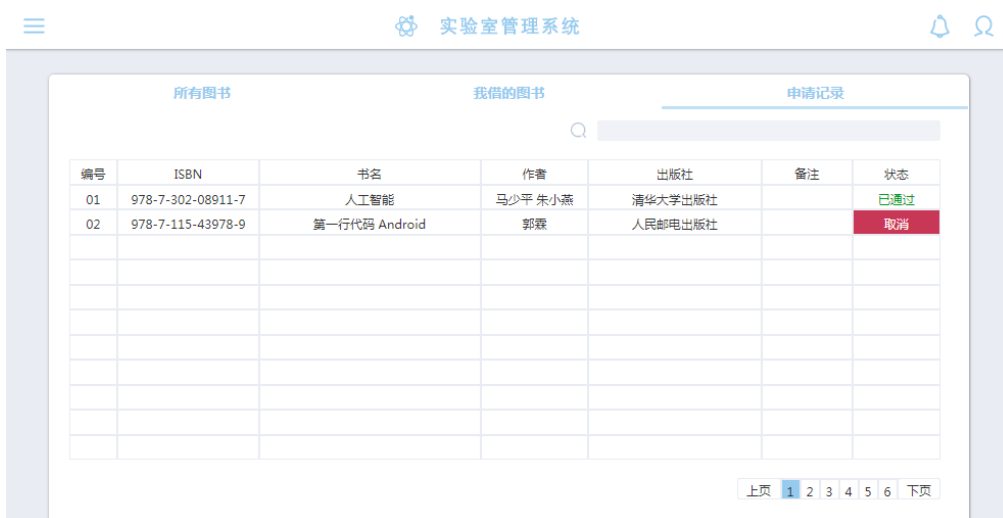 实验室管理系统
所有图书 我借的图书 申请记录
编号 ISBN 书名 作者 出版社 备注 状态
01 978-7-302-08911-7 人工智能 马少平 朱小燕 清华大学出版社 已通过
02 978-7-115-43978-9 第一行代码 Android 郭霖 人民邮电出版社 取消
上页 1 2 3 4 5 6 下页